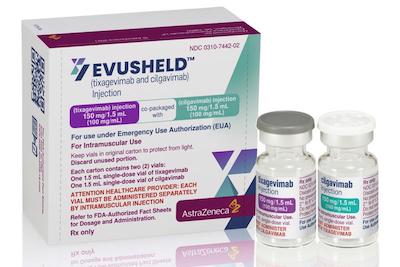 NDC 0310-7442-02
EVUSHELD™
(tixagevimab and cilgavimab)
Injection
(tixagevimab) injection
150 mg/1.5 mL
(100 mg/mL)
co-packaged
with
(cilgavimab) injection
150 mg/1.5 mL
(100 mg/mL)
For use under Emergency Use Authorization (EUA)
For Intramuscular Use
Keep vials in original carton to protect from light.
Discard unused portion.
Each carton contains two (2) vials:
One 1.5 mL single-dose vial of tixagevimab
One 1.5 mL single-dose vial of cilgavimab
ATTENTION HEALTHCARE PROVIDER: EACH
VIAL MUST BE ADMINISTERED SEPARATELY
BY INTRAMUSCULAR INJECTION
Refer to FDA-Authorized Fact Sheets
for Dosage and Administration.
Rx only
AstraZeneca
tixagevimab
Injection
150 mg/1.5 mL
(100 mg/mL)
cilgavimab
Injection
150 mg/1.5 mL
(100 mg/mL)